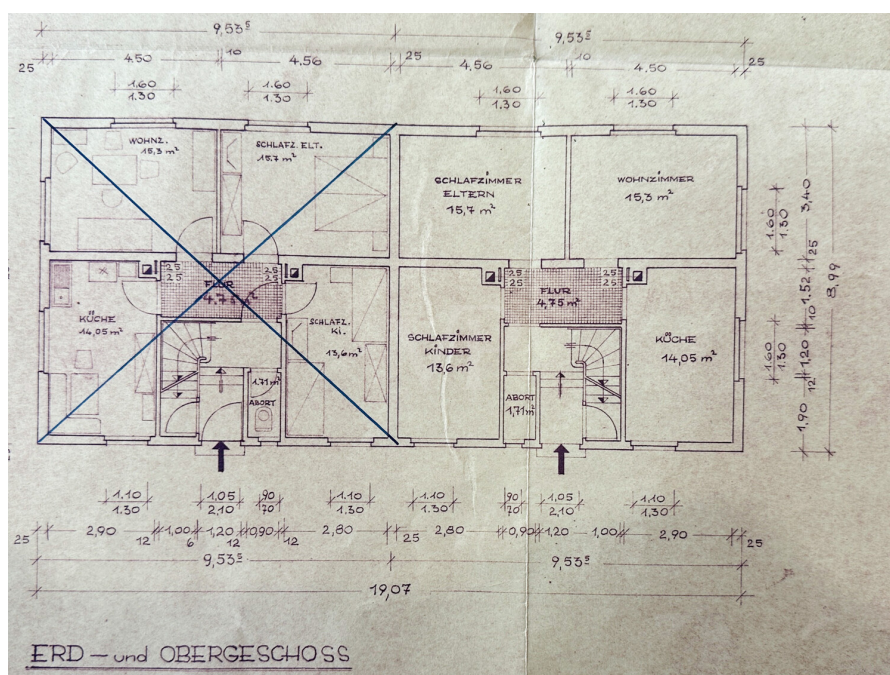 9,53⁵ 9,53⁵
25 4.50 10 4.56 25 4,56 10 4.50 25
1.60 1.60 1,60 1.60
1.30 1.30 1,30 1.30
WOHNZ.
15,3 m²
SCHLAFZ. ELT.
15.7 m²
SCHLAFZIMMER
ELTERN
15,7 m²
WOHNZIMMER
15,3 m²
25 25
25 25
FLUR
25 25
25 25
FLUR
4,75 m²
KÜCHE
14,05 m²
SCHLAFZ.
KI.
13,6 m²
SCHLAFZIMMER
KINDER
13,6 m²
KÜCHE
14,05 m²
1.71 m²
ABORT
ABORT
1,71 m²
1.60
1.30
1.60
1.30
3,40
25
1.52
10
1,20
12
1,90
8,99
1.10 1.05 90 1.10 1.10 90 1.05 1.10
1.30 2,10 70 1.30 1.30 70 2,10 1,30
25 2,90 12 1,00 6 1,20 12 0,90 12 2,80 25 2,80 0,90 1,20 1,00 2,90 25
9,53⁵ 9,53⁵
19,07
ERD – und OBERGESCHOSS